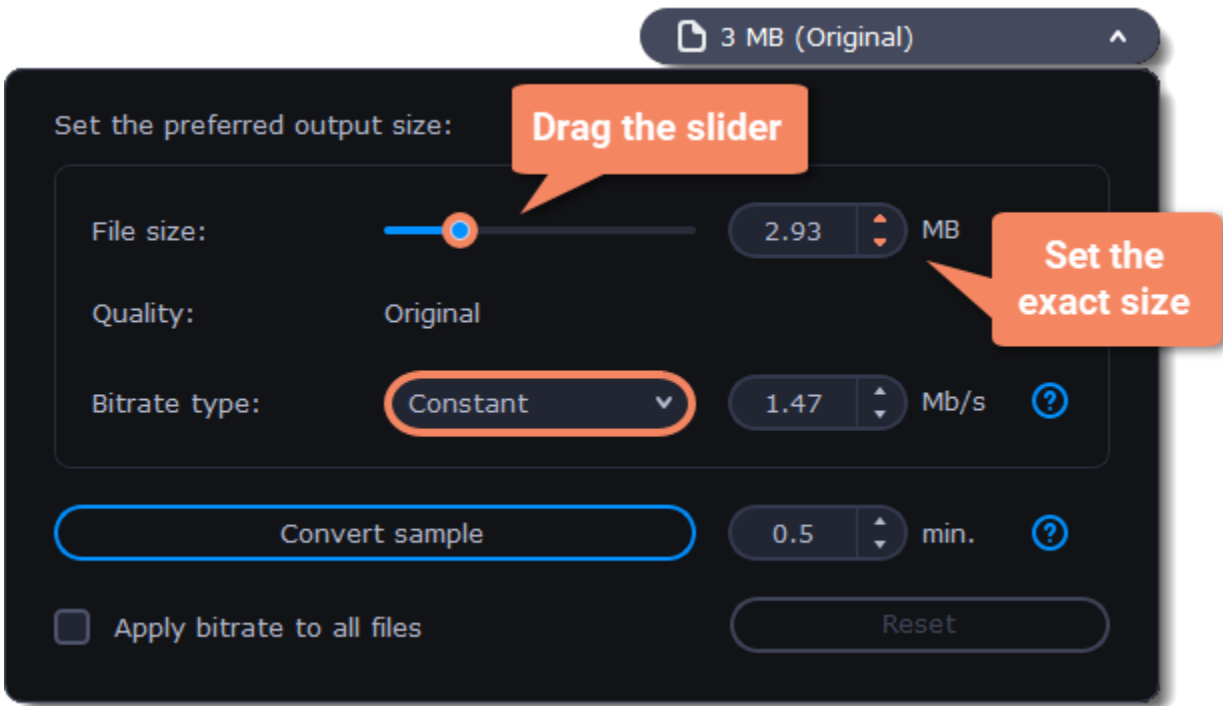 3 MB (Original)
Set the preferred output size:
Drag the slider
File size:
2.93
MB
Set the
exact size
Quality:
Original
Bitrate type:
Constant
1.47
Mb/s
?
Convert sample
0.5
min.
?
Apply bitrate to all files
Reset